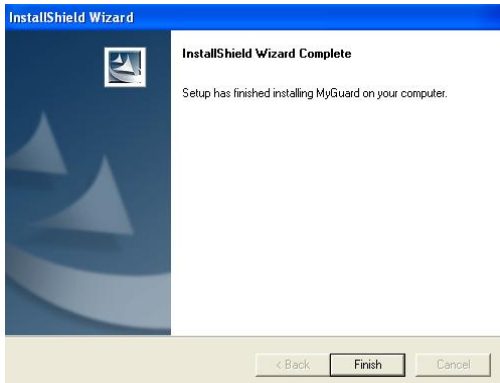 InstallShield Wizard
InstallShield Wizard Complete
Setup has finished installing MyGuard on your computer.
< Back
Finish
Cancel